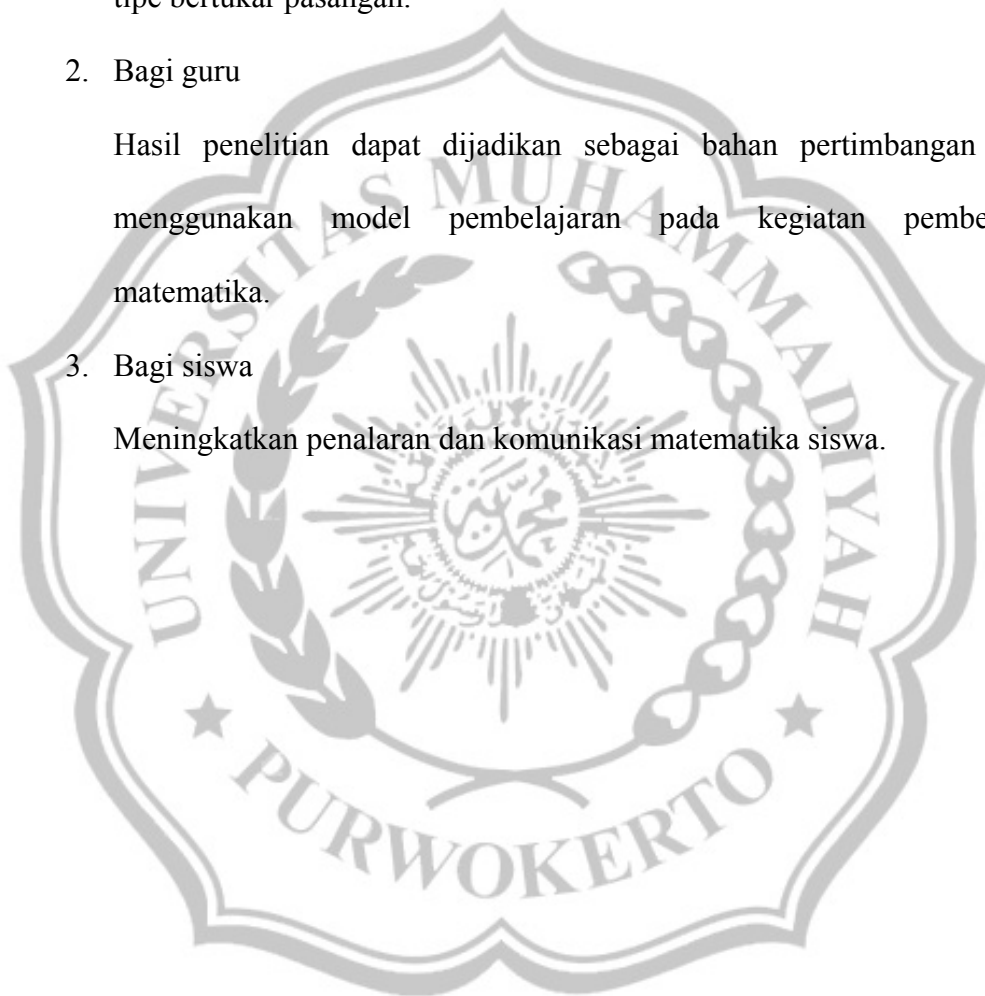 tipe bertukar pasangan.
2. Bagi guru
Hasil penelitian dapat dijadikan sebagai bahan pertimbangan
menggunakan model pembelajaran pada kegiatan pembe
matematika.
3. Bagi siswa
Meningkatkan penalaran dan komunikasi matematika siswa.
UNIVERSITAS MUHAMMADIYAH
PURWOKERTO